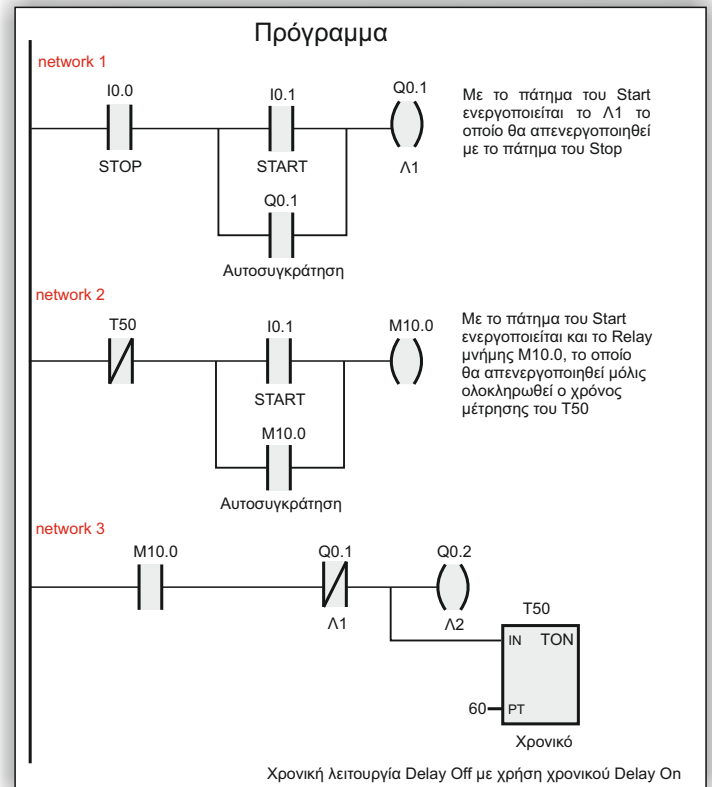 Πρόγραμμα
network 1
I0.0
I0.1
Q0.1
STOP
START
Λ1
Q0.1
Αυτοσυγκράτηση
Με το πάτημα του Start
ενεργοποιείται το Λ1 το
οποίο θα απενεργοποιηθεί
με το πάτημα του Stop
network 2
T50
I0.1
M10.0
START
M10.0
Αυτοσυγκράτηση
Με το πάτημα του Start
ενεργοποιείται και το Relay
μνήμης M10.0, το οποίο
θα απενεργοποιηθεί μόλις
ολοκληρωθεί ο χρόνος
μέτρησης του T50
network 3
M10.0
Q0.1
Q0.2
Λ1
Λ2
T50
IN TON
60 PT
Χρονικό
Χρονική λειτουργία Delay Off με χρήση χρονικού Delay On